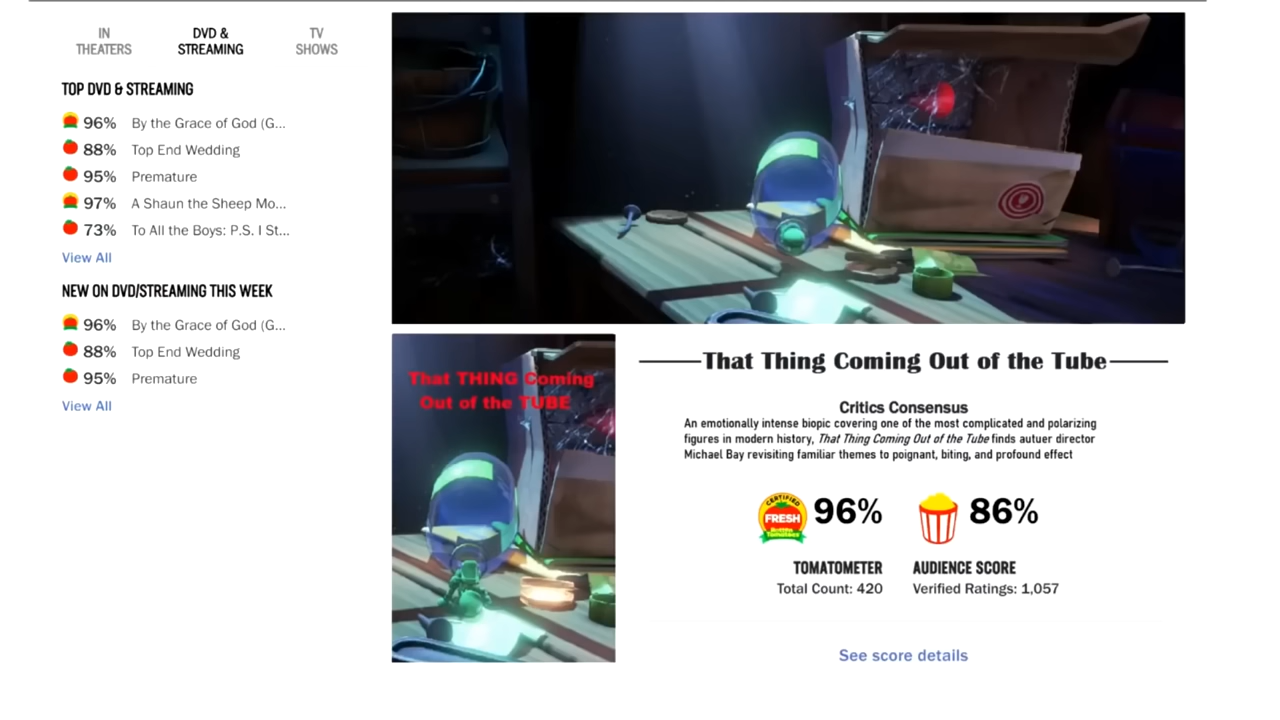 IN
THEATERS
DVD &
STREAMING
TV
SHOWS
TOP DVD & STREAMING
96% By the Grace of God (G...
88% Top End Wedding
95% Premature
97% A Shaun the Sheep Mo...
73% To All the Boys: P.S. I St...
View All
NEW ON DVD/STREAMING THIS WEEK
96% By the Grace of God (G...
88% Top End Wedding
95% Premature
View All
That THING Coming
Out of the TUBE
That Thing Coming Out of the Tube
Critics Consensus
An emotionally intense biopic covering one of the most complicated and polarizing
figures in modern history, That Thing Coming Out of the Tube finds autuer director
Michael Bay revisiting familiar themes to poignant, biting, and profound effect
CERTIFIED
FRESH
Rotten
Tomatoes
96%
86%
TOMATOMETER
Total Count: 420
AUDIENCE SCORE
Verified Ratings: 1,057
See score details